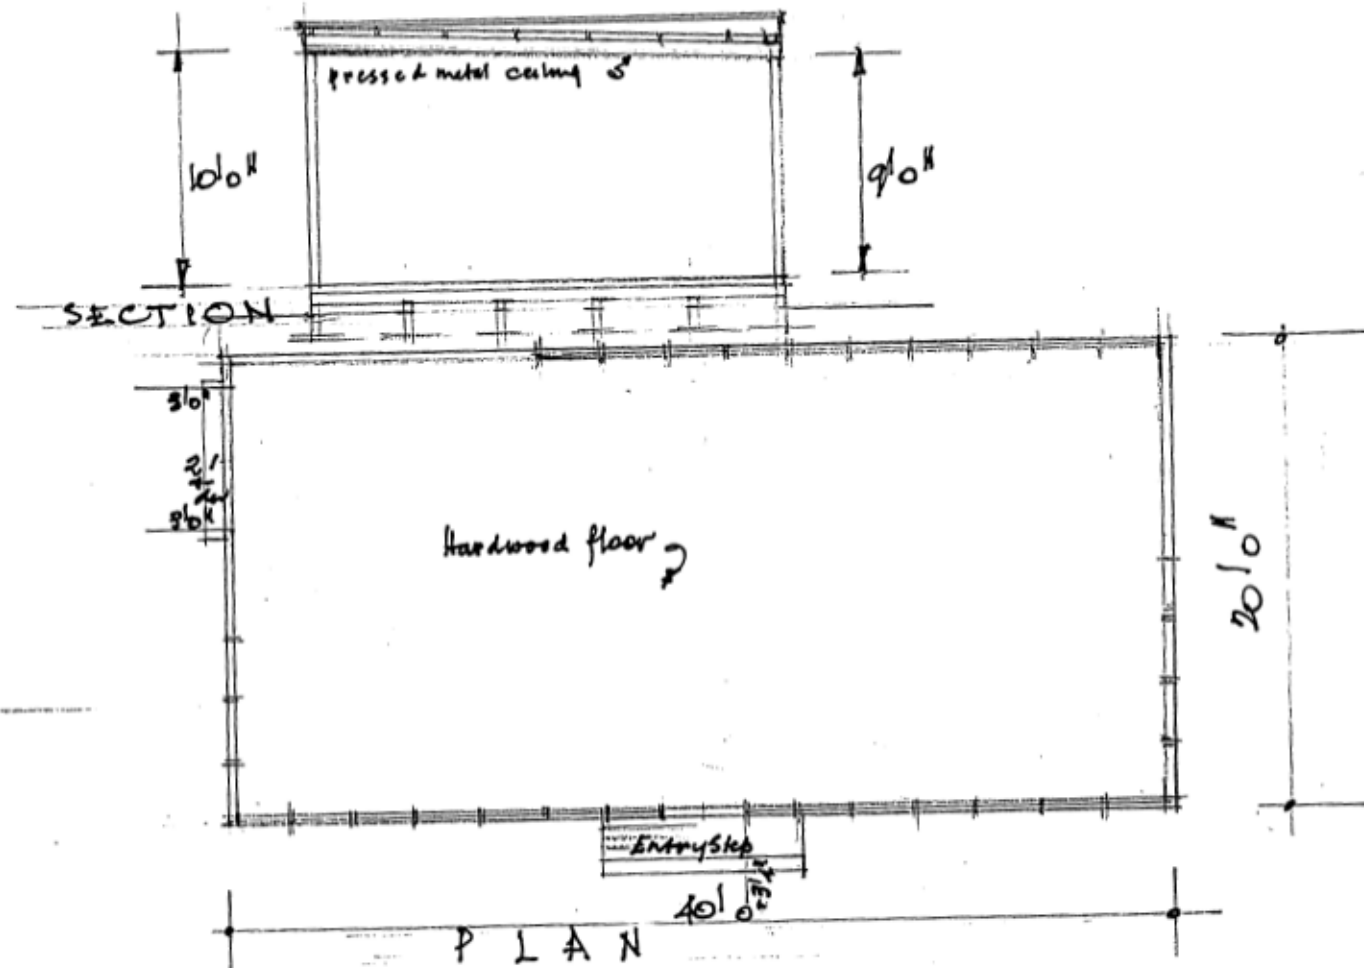 pressed metal ceiling
10'0"
9'0"
SECTION
3'0"
3'0"
Hardwood floor
20'0"
Entry Step
40'0"
PLAN